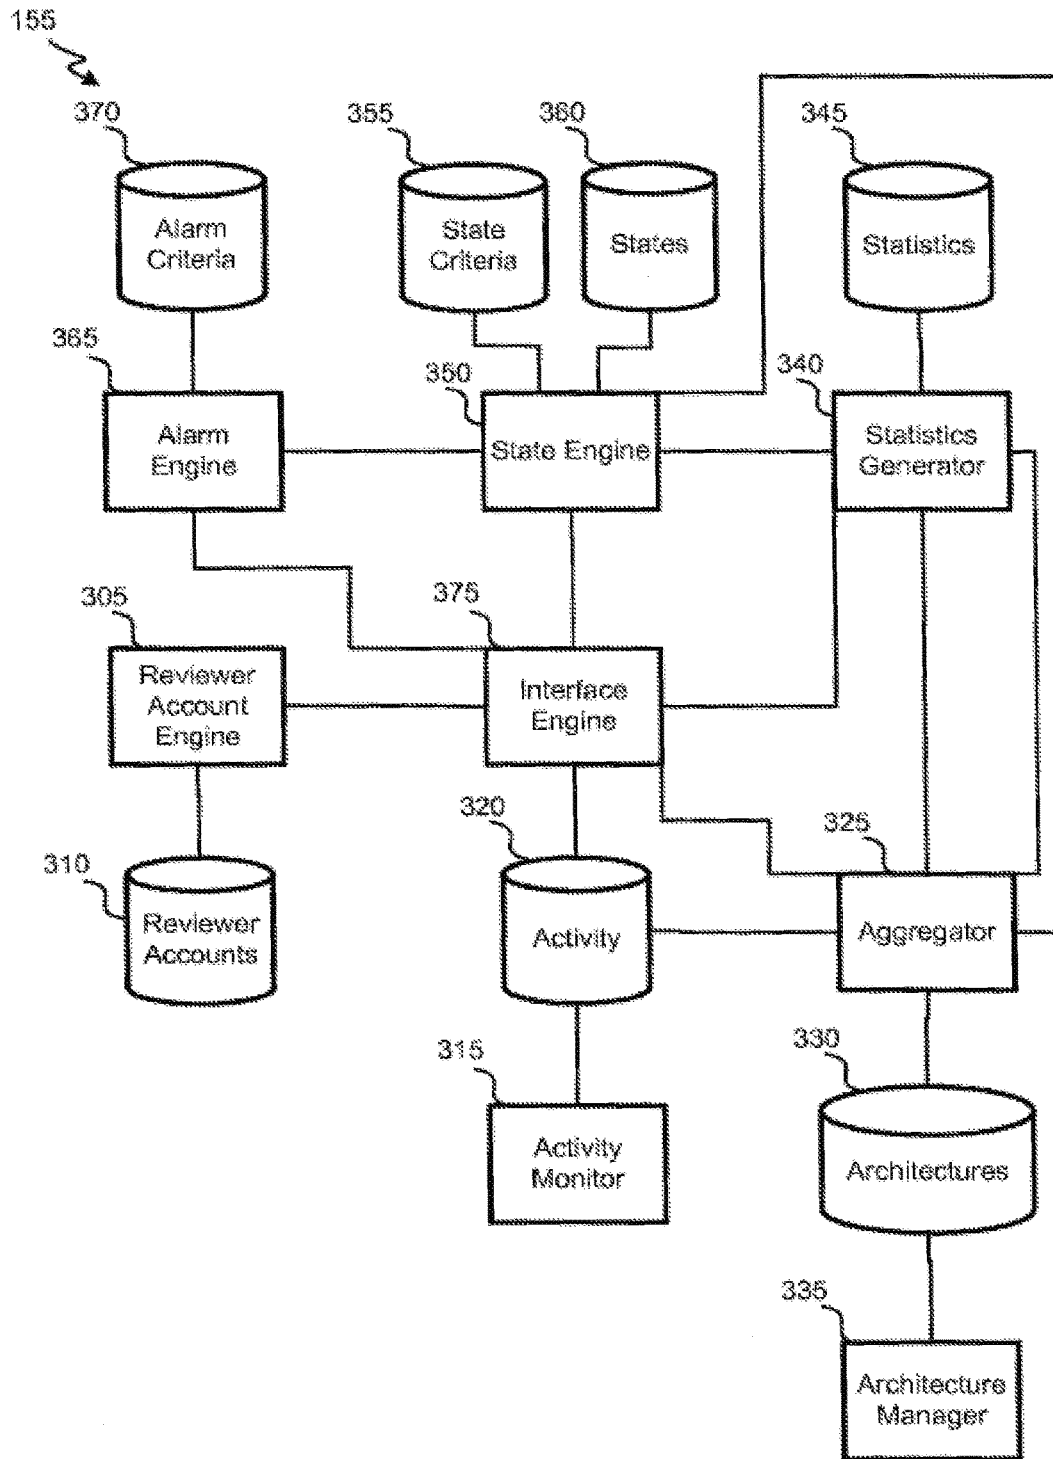 155
370
355
360
345
Alarm
Criteria
State
Criteria
States
Statistics
365
350
340
Alarm
Engine
State Engine
Statistics
Generator
305
375
Reviewer
Account
Engine
Interface
Engine
320
325
310
Reviewer
Accounts
Activity
Aggregator
315
330
Activity
Monitor
Architectures
335
Architecture
Manager